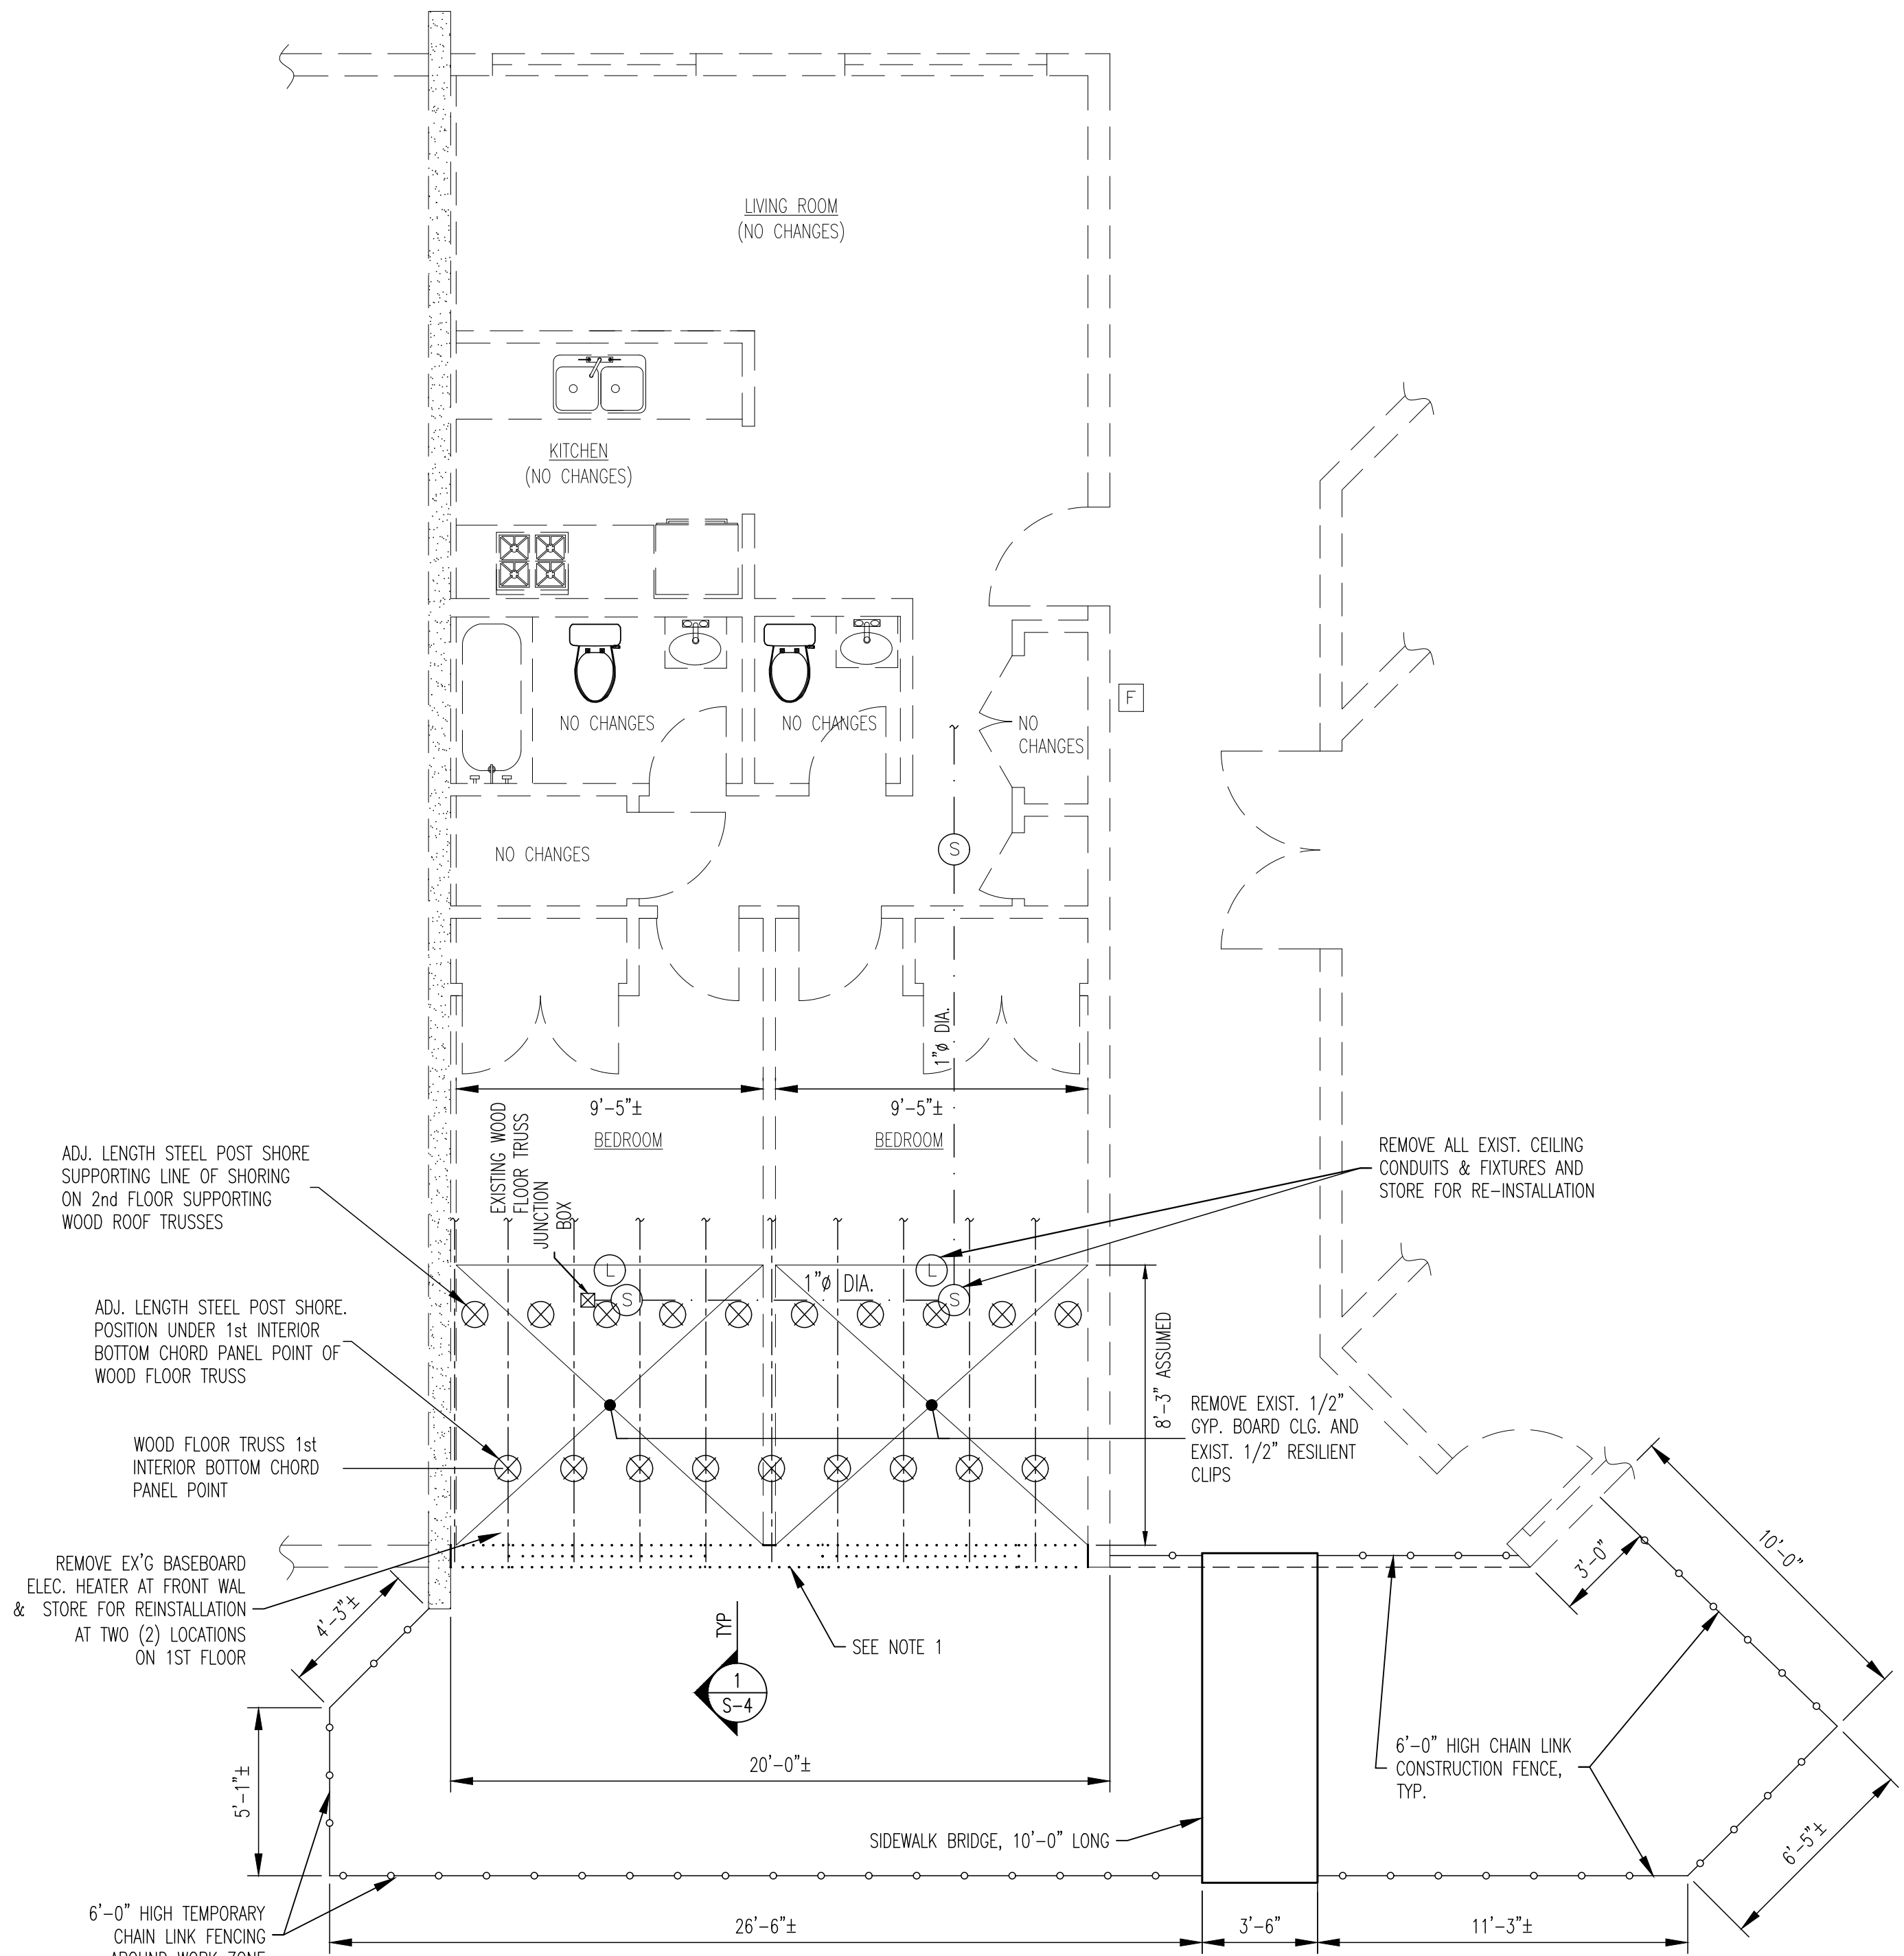 LIVING ROOM
(NO CHANGES)
KITCHEN
(NO CHANGES)
NO CHANGES
NO CHANGES
NO
CHANGES
F
NO CHANGES
S
1"ø DIA.
9'-5"±
9'-5"±
BEDROOM
BEDROOM
EXISTING WOOD
FLOOR TRUSS
JUNCTION
BOX
ADJ. LENGTH STEEL POST SHORE
SUPPORTING LINE OF SHORING
ON 2nd FLOOR SUPPORTING
WOOD ROOF TRUSSES
REMOVE ALL EXIST. CEILING
CONDUITS & FIXTURES AND
STORE FOR RE-INSTALLATION
L
L
S
1"ø DIA.
S
ADJ. LENGTH STEEL POST SHORE.
POSITION UNDER 1st INTERIOR
BOTTOM CHORD PANEL POINT OF
WOOD FLOOR TRUSS
8'-3" ASSUMED
REMOVE EXIST. 1/2"
GYP. BOARD CLG. AND
EXIST. 1/2" RESILIENT
CLIPS
WOOD FLOOR TRUSS 1st
INTERIOR BOTTOM CHORD
PANEL POINT
REMOVE EX'G BASEBOARD
ELEC. HEATER AT FRONT WAL
& STORE FOR REINSTALLATION
AT TWO (2) LOCATIONS
ON 1ST FLOOR
4'-3"±
3'-0"
10'-0"
TYP
SEE NOTE 1
1
S-4
5'-1"±
20'-0"±
6'-0" HIGH CHAIN LINK
CONSTRUCTION FENCE,
TYP.
SIDEWALK BRIDGE, 10'-0" LONG
6'-5"±
6'-0" HIGH TEMPORARY
CHAIN LINK FENCING
AROUND WORK ZONE
26'-6"±
3'-6"
11'-3"±